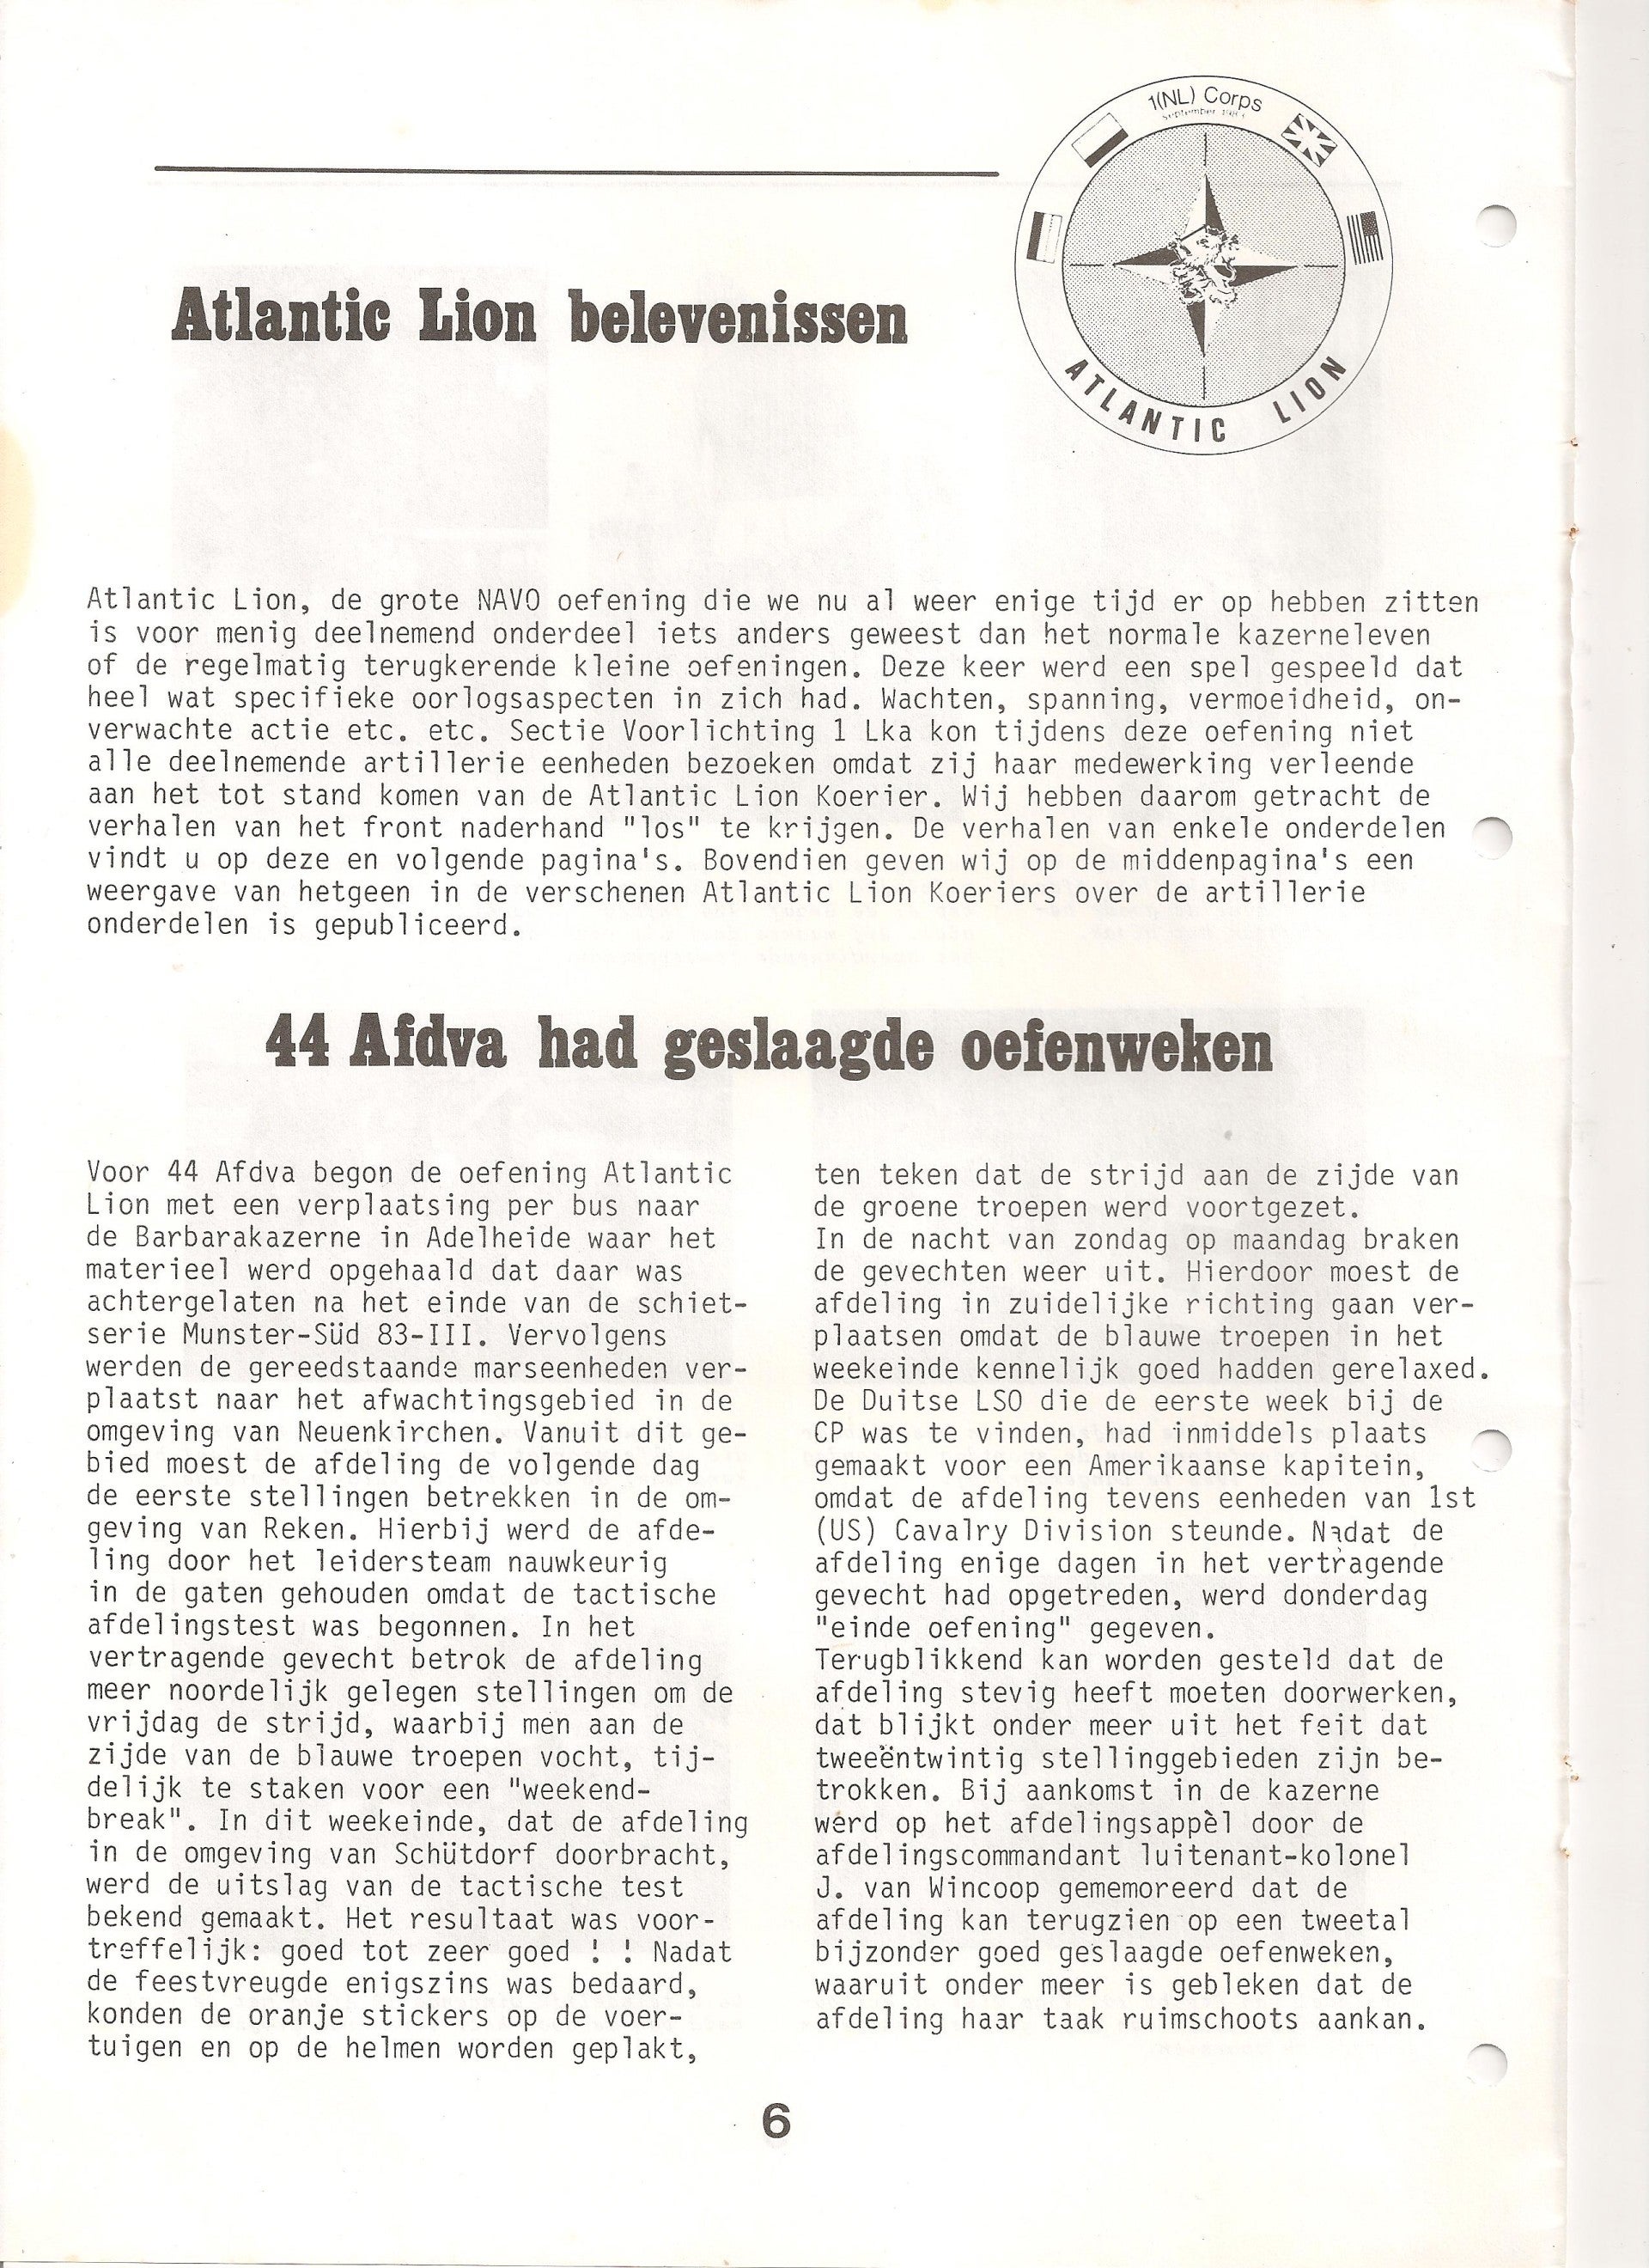 1(NL) Corps
September 1983
ATLANTIC LION
Atlantic Lion belevenissen
Atlantic Lion, de grote NAVO oefening die we nu al weer enige tijd er op hebben zitten
is voor menig deelnemend onderdeel iets anders geweest dan het normale kazerneleven
of de regelmatig terugkerende kleine oefeningen. Deze keer werd een spel gespeeld dat
heel wat specifieke oorlogsaspecten in zich had. Wachten, spanning, vermoeidheid, on-
verwachte actie etc. etc. Sectie Voorlichting 1 Lka kon tijdens deze oefening niet
alle deelnemende artillerie eenheden bezoeken omdat zij haar medewerking verleende
aan het tot stand komen van de Atlantic Lion Koerier. Wij hebben daarom getracht de
verhalen van het front naderhand "los" te krijgen. De verhalen van enkele onderdelen
vindt u op deze en volgende pagina's. Bovendien geven wij op de middenpagina's een
weergave van hetgeen in de verschenen Atlantic Lion Koeriers over de artillerie
onderdelen is gepubliceerd.
44 Afdva had geslaagde oefenweken
Voor 44 Afdva begon de oefening Atlantic
Lion met een verplaatsing per bus naar
de Barbarakazerne in Adelheide waar het
materieel werd opgehaald dat daar was
achtergelaten na het einde van de schiet-
serie Munster-Süd 83-III. Vervolgens
werden de gereedstaande marseenheden ver-
plaatst naar het afwachtingsgebied in de
omgeving van Neuenkirchen. Vanuit dit ge-
bied moest de afdeling de volgende dag
de eerste stellingen betrekken in de om-
geving van Reken. Hierbij werd de afde-
ling door het leidersteam nauwkeurig
in de gaten gehouden omdat de tactische
afdelingstest was begonnen. In het
vertragende gevecht betrok de afdeling
meer noordelijk gelegen stellingen om de
vrijdag de strijd, waarbij men aan de
zijde van de blauwe troepen vocht, tij-
delijk te staken voor een "weekend-
break". In dit weekeinde, dat de afdeling
in de omgeving van Schütdorf doorbracht,
werd de uitslag van de tactische test
bekend gemaakt. Het resultaat was voor-
treffelijk: goed tot zeer goed ! ! Nadat
de feestvreugde enigszins was bedaard,
konden de oranje stickers op de voer-
tuigen en op de helmen worden geplakt,
ten teken dat de strijd aan de zijde van
de groene troepen werd voortgezet.
In de nacht van zondag op maandag braken
de gevechten weer uit. Hierdoor moest de
afdeling in zuidelijke richting gaan ver-
plaatsen omdat de blauwe troepen in het
weekeinde kennelijk goed hadden gerelaxed.
De Duitse LSO die de eerste week bij de
CP was te vinden, had inmiddels plaats
gemaakt voor een Amerikaanse kapitein,
omdat de afdeling tevens eenheden van 1st
(US) Cavalry Division steunde. Nadat de
afdeling enige dagen in het vertragende
gevecht had opgetreden, werd donderdag
"einde oefening" gegeven.
Terugblikkend kan worden gesteld dat de
afdeling stevig heeft moeten doorwerken,
dat blijkt onder meer uit het feit dat
tweeëntwintig stellinggebieden zijn be-
trokken. Bij aankomst in de kazerne
werd op het afdelingsappèl door de
afdelingscommandant luitenant-kolonel
J. van Wincoop gememoreerd dat de
afdeling kan terugzien op een tweetal
bijzonder goed geslaagde oefenweken,
waaruit onder meer is gebleken dat de
afdeling haar taak ruimschoots aankan.
6